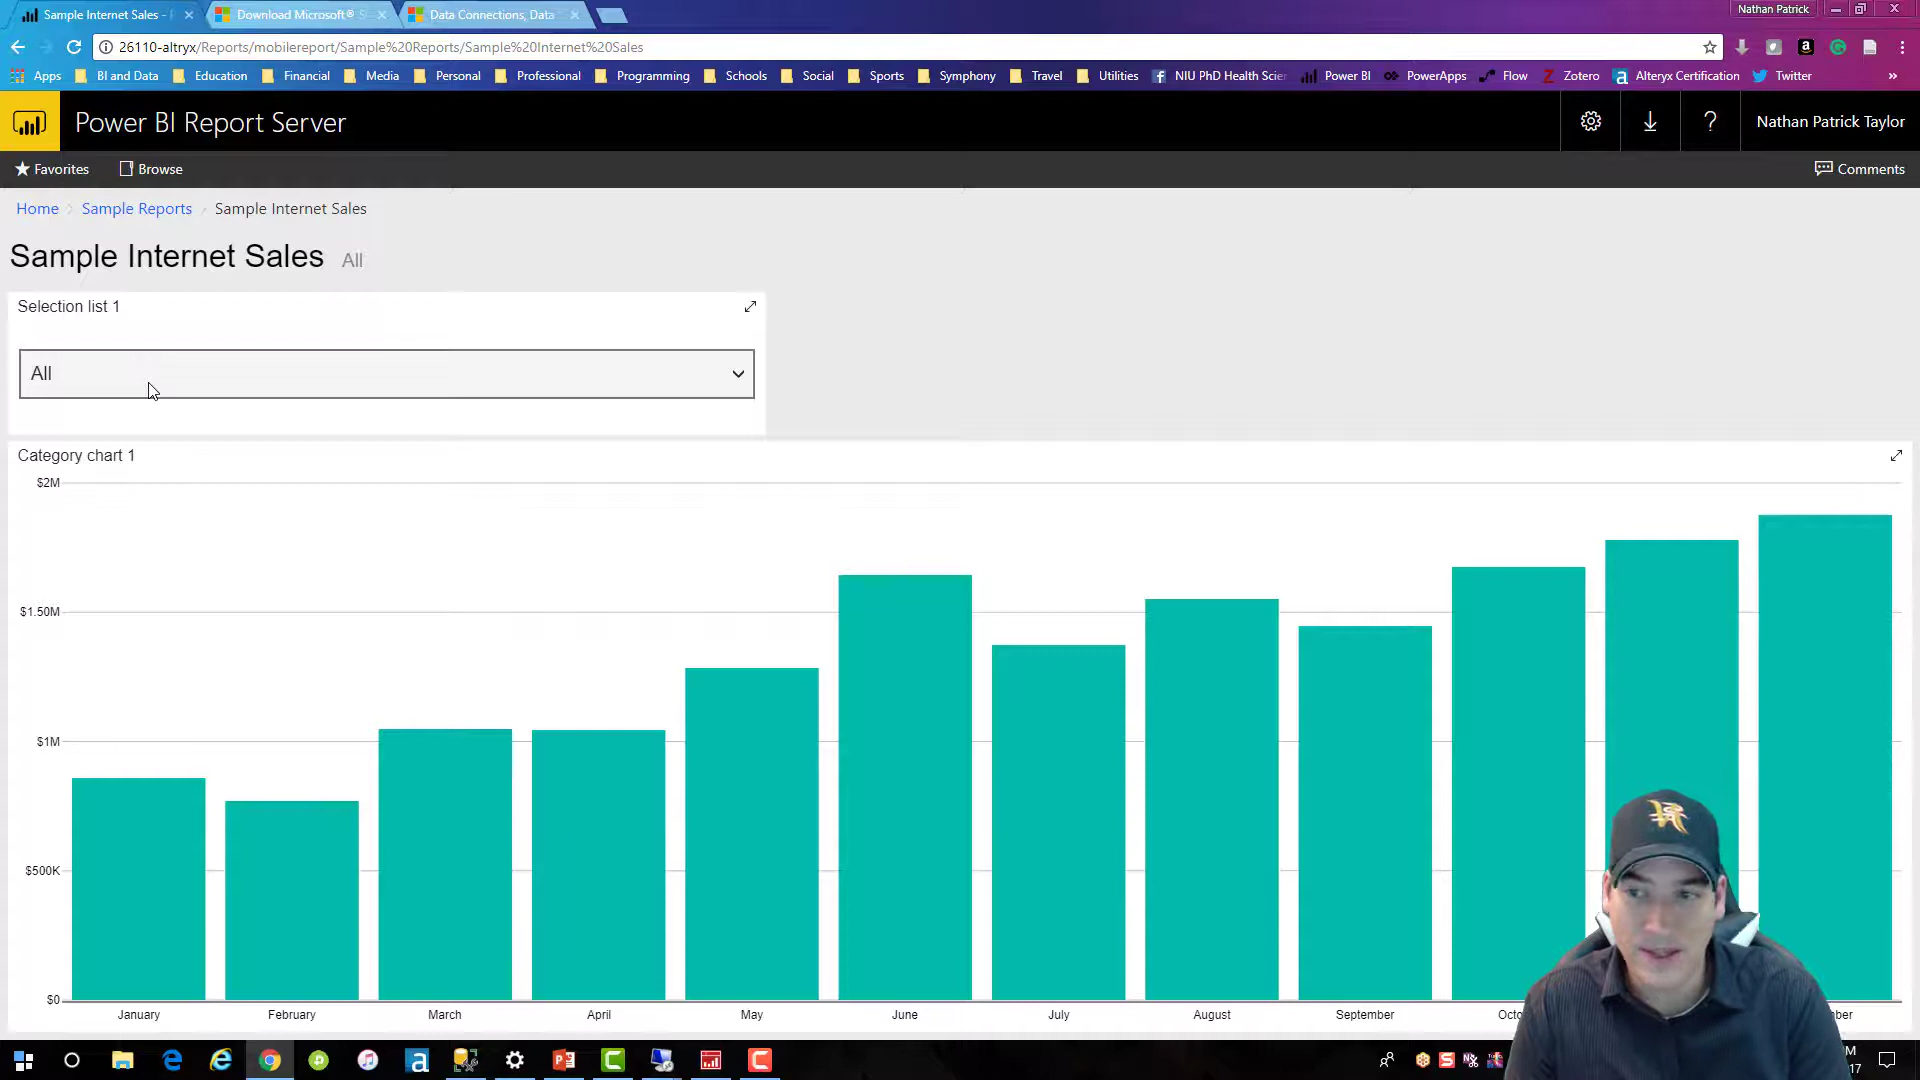 Sample Internet Sales - 
Download Microsoft® S
Data Connections, Data
Nathan Patrick
26110-altryx/Reports/mobilereport/Sample%20Reports/Sample%20Internet%20Sales
Apps BI and Data Education Financial Media Personal Professional Programming Schools Social Sports Symphony Travel Utilities NIU PhD Health Scien Power BI PowerApps Flow Zotero Alteryx Certification Twitter »
Power BI Report Server
? Nathan Patrick Taylor
Favorites Browse Comments
Home Sample Reports Sample Internet Sales
Sample Internet Sales All
Selection list 1
All
Category chart 1
$2M
$1.50M
$1M
$500K
$0
January February March April May June July August September Octo ber
M
17